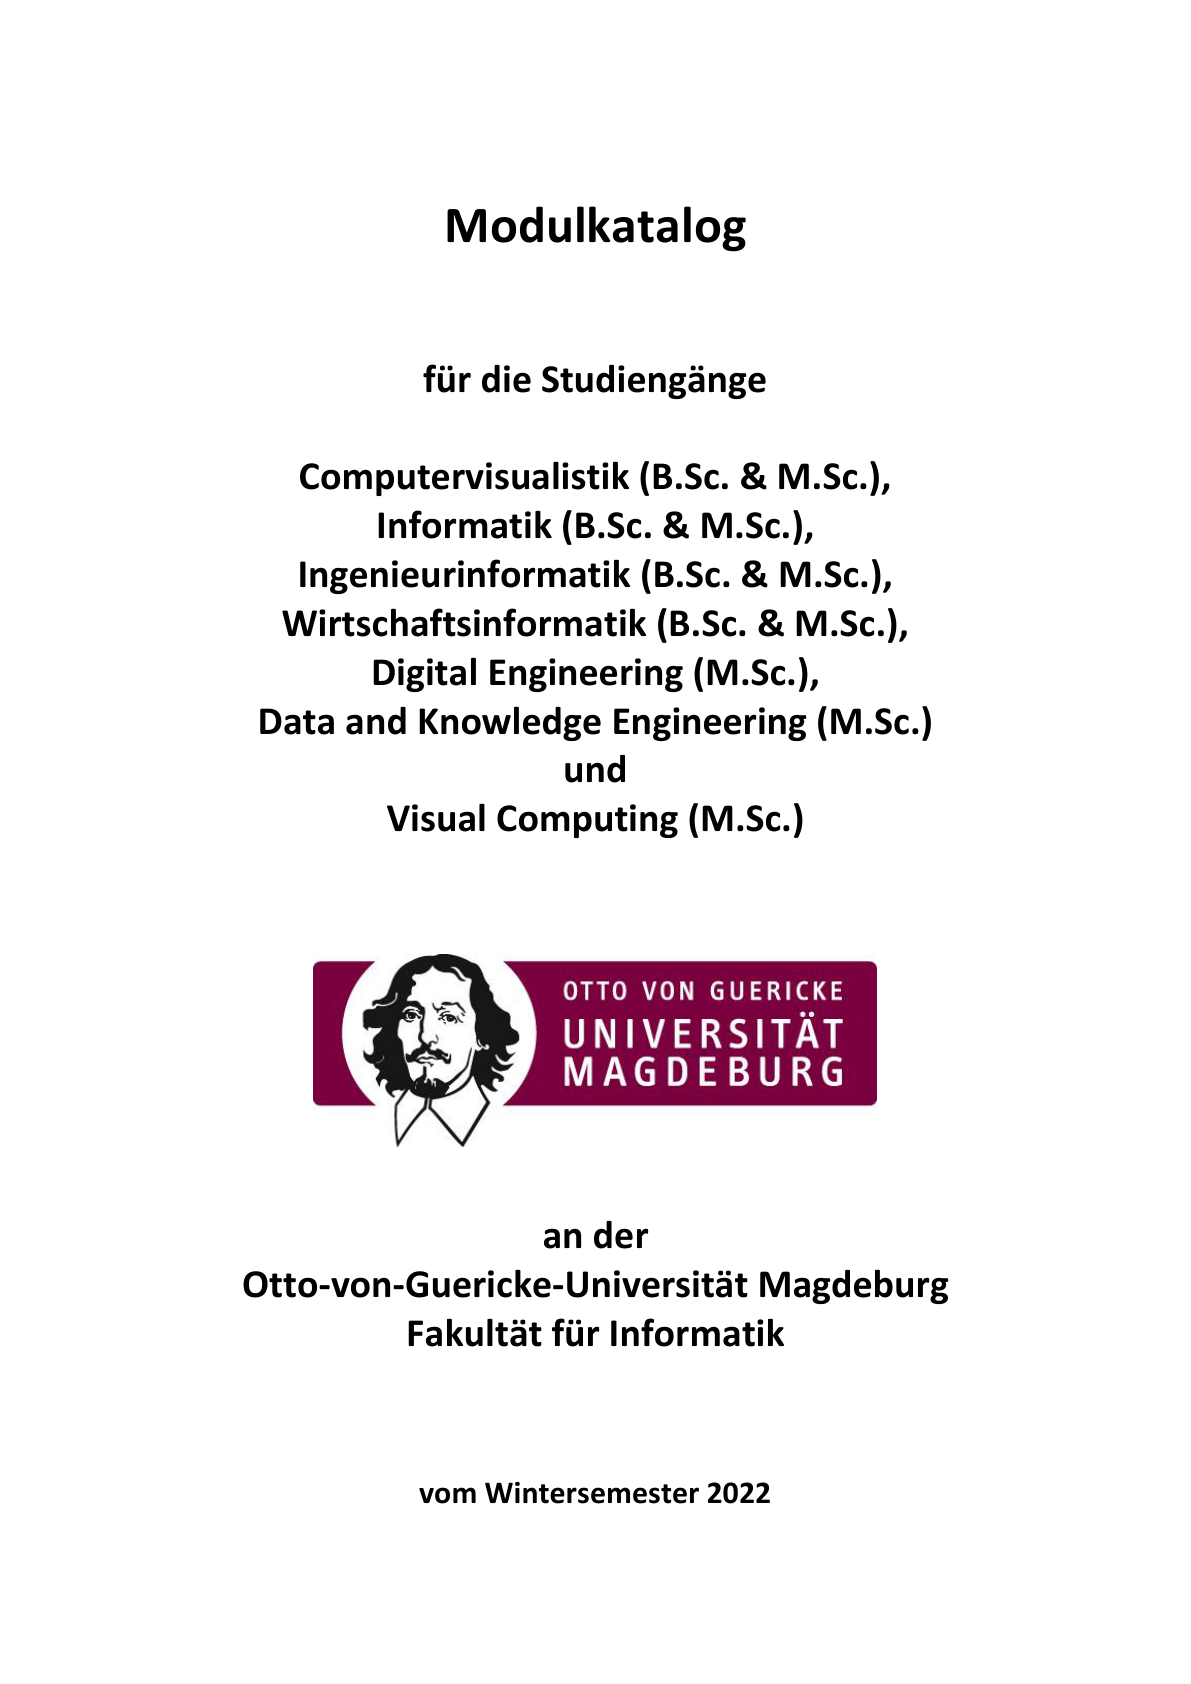 Modulkatalog
für die Studiengänge
Computervisualistik (B.Sc. & M.Sc.),
Informatik (B.Sc. & M.Sc.),
Ingenieurinformatik (B.Sc. & M.Sc.),
Wirtschaftsinformatik (B.Sc. & M.Sc.),
Digital Engineering (M.Sc.),
Data and Knowledge Engineering (M.Sc.)
und
Visual Computing (M.Sc.)
OTTO VON GUERICKE
UNIVERSITÄT
MAGDEBURG
an der
Otto-von-Guericke-Universität Magdeburg
Fakultät für Informatik
vom Wintersemester 2022